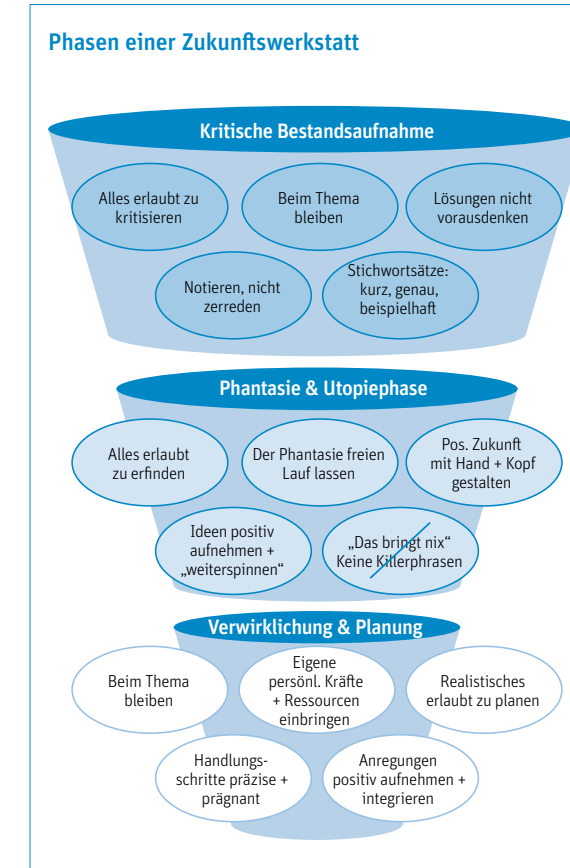 Phasen einer Zukunftswerkstatt
Kritische Bestandsaufnahme
Alles erlaubt zu
kritisieren
Beim Thema
bleiben
Lösungen nicht
vorausdenken
Notieren, nicht
zerreden
Stichwortsätze:
kurz, genau,
beispielhaft
Phantasie & Utopiephase
Alles erlaubt
zu erfinden
Der Phantasie freien
Lauf lassen
Pos. Zukunft
mit Hand + Kopf
gestalten
Ideen positiv
aufnehmen +
„weiterspinnen“
„Das bringt nix“
Keine Killerphrasen
Verwirklichung & Planung
Beim Thema
bleiben
Eigene
persönl. Kräfte
+ Ressourcen
einbringen
Realistisches
erlaubt zu planen
Handlungs-
schritte präzise +
prägnant
Anregungen
positiv aufnehmen +
integrieren